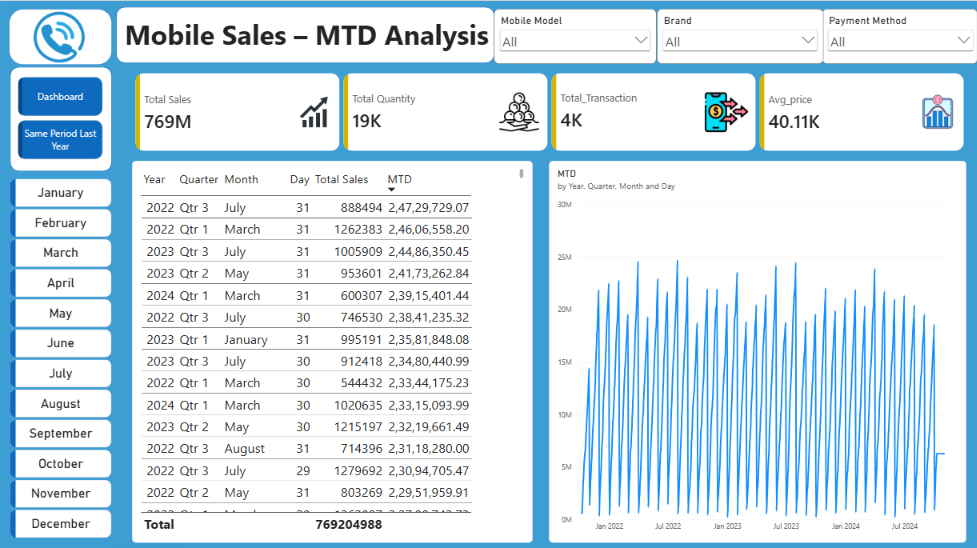 Mobile Sales – MTD Analysis
Mobile Model
All
Brand
All
Payment Method
All
Dashboard
Same Period Last
Year
January
February
March
April
May
June
July
August
September
October
November
December
Total Sales
769M
Total Quantity
19K
Total_Transaction
4K
Avg_price
40.11K
Year Quarter Month Day Total Sales MTD
2022 Qtr 3 July 31 888494 2,47,29,729.07
2022 Qtr 1 March 31 1262383 2,46,06,558.20
2023 Qtr 3 July 31 1005909 2,44,86,350.45
2023 Qtr 2 May 31 953601 2,41,73,262.84
2024 Qtr 1 March 31 600307 2,39,15,401.44
2022 Qtr 3 July 30 746530 2,38,41,235.32
2023 Qtr 1 January 31 995191 2,35,81,848.08
2023 Qtr 3 July 30 912418 2,34,80,440.99
2022 Qtr 1 March 30 544432 2,33,44,175.23
2024 Qtr 1 March 30 1020635 2,33,15,093.99
2023 Qtr 2 May 30 1215197 2,32,19,661.49
2022 Qtr 3 August 31 714396 2,31,18,280.00
2022 Qtr 3 July 29 1279692 2,30,94,705.47
2022 Qtr 2 May 31 803269 2,29,51,959.91
Total 769204988
MTD
by Year, Quarter, Month and Day
30M
25M
20M
15M
10M
5M
0M
Jan 2022 Jul 2022 Jan 2023 Jul 2023 Jan 2024 Jul 2024